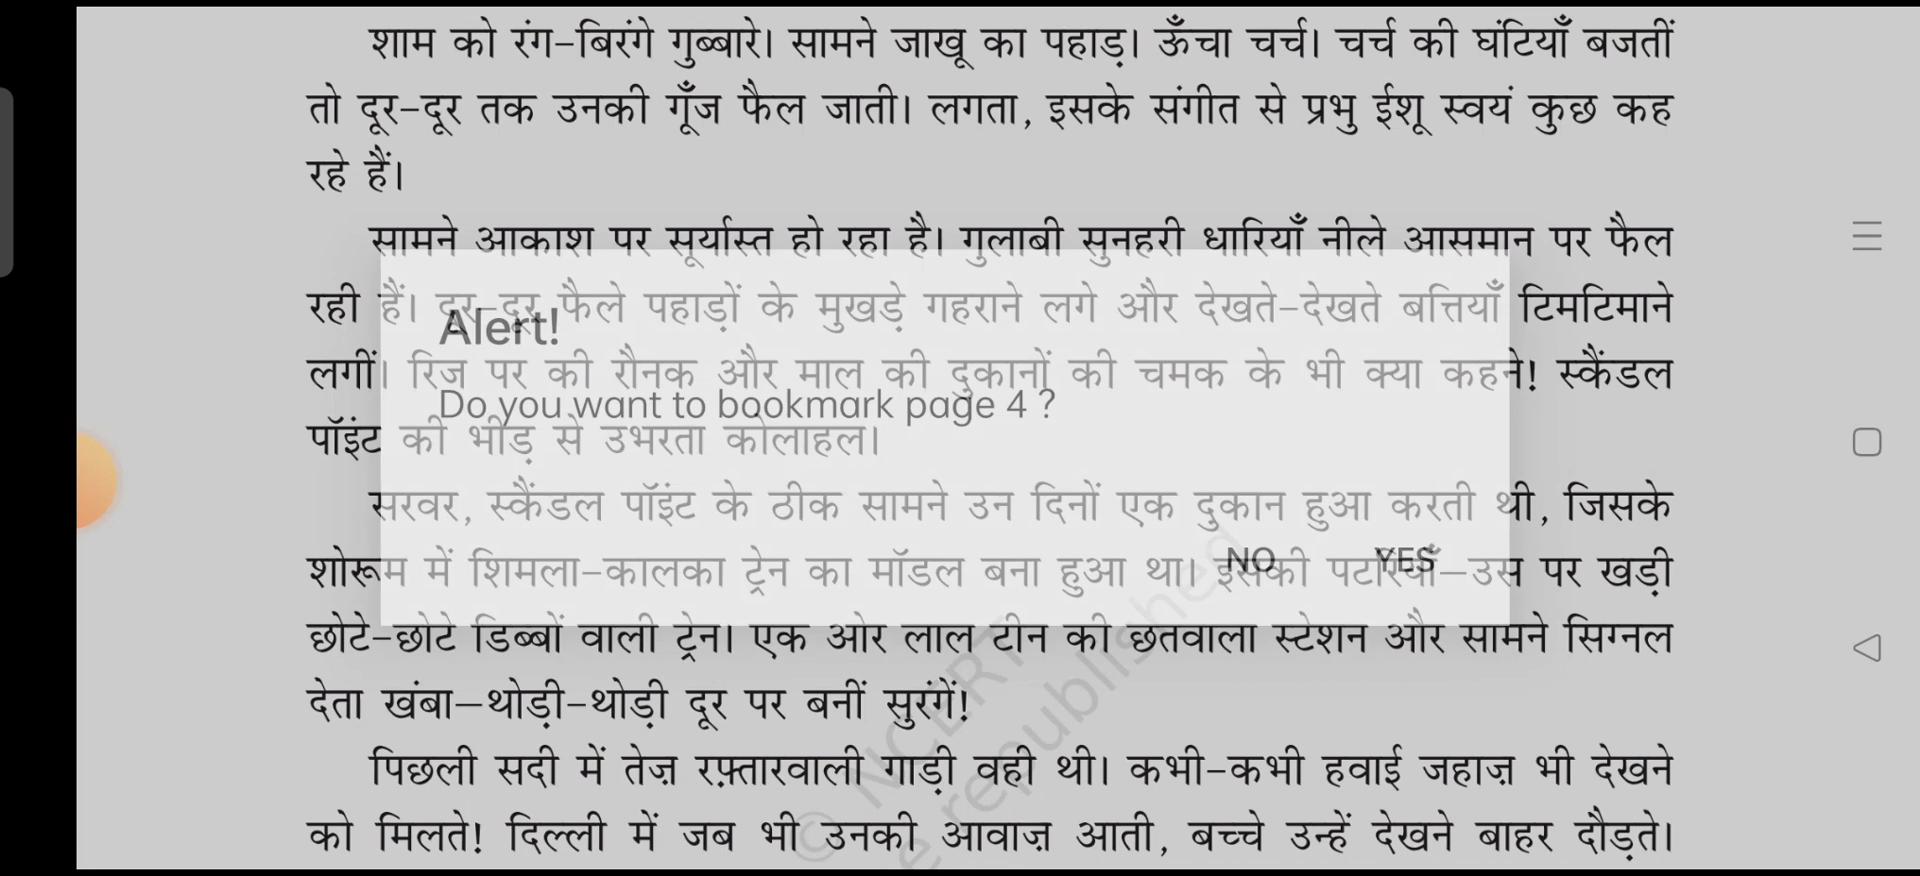 शाम को रंग-बिरंगे गुब्बारे। सामने जाखू का पहाड़। ऊँचा चर्च। चर्च की घंटियाँ बजतीं
तो दूर-दूर तक उनकी गूँज फैल जाती। लगता, इसके संगीत से प्रभु ईशू स्वयं कुछ कह
रहे हैं।
सामने आकाश पर सूर्यास्त हो रहा है। गुलाबी सुनहरी धारियाँ नीले आसमान पर फैल
रही हैं। दूर-दूर फैले पहाड़ों के मुखड़े गहराने लगे और देखते-देखते बत्तियाँ टिमटिमाने
Alert!
लगीं। रिज पर की रौनक और माल की दुकानों की चमक के भी क्या कहने! स्कैंडल
Do you want to bookmark page 4 ?
पॉइंट की भीड़ से उभरता कोलाहल।
सरवर, स्कैंडल पॉइंट के ठीक सामने उन दिनों एक दुकान हुआ करती थी, जिसके
NO YES
शोरूम में शिमला-कालका ट्रेन का मॉडल बना हुआ था। इसकी पटरियाँ—उस पर खड़ी
छोटे-छोटे डिब्बों वाली ट्रेन। एक ओर लाल टीन की छतवाला स्टेशन और सामने सिग्नल
देता खंबा—थोड़ी-थोड़ी दूर पर बनीं सुरंगें!
पिछली सदी में तेज़ रफ़्तारवाली गाड़ी वही थी। कभी-कभी हवाई जहाज़ भी देखने
को मिलते! दिल्ली में जब भी उनकी आवाज़ आती, बच्चे उन्हें देखने बाहर दौड़ते।
© NCERT
republished